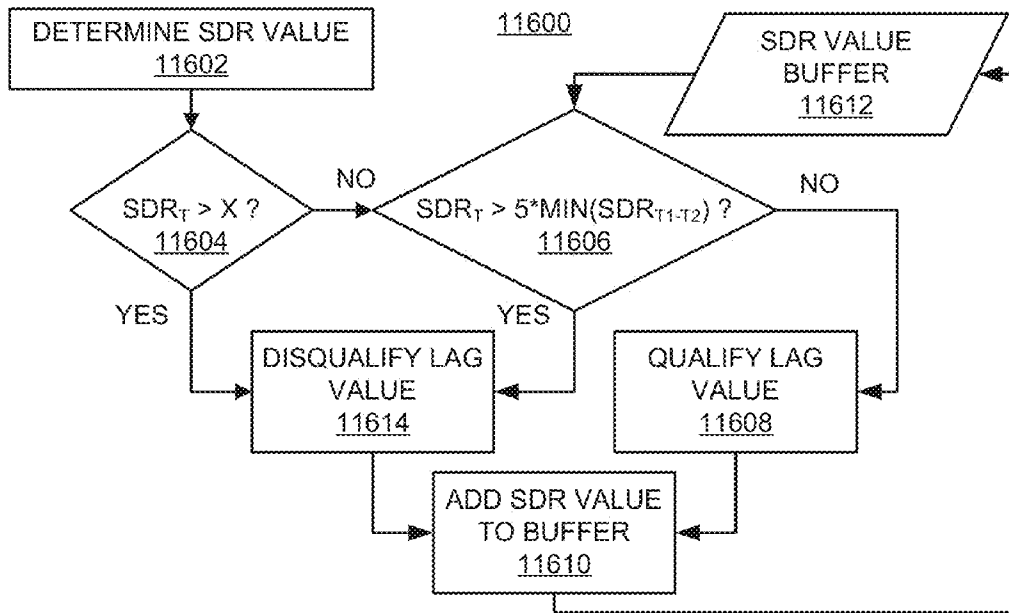 DETERMINE SDR VALUE
11602
11600
SDR VALUE
BUFFER
11612
SDR_T > X ?
11604
NO
SDR_T > 5*MIN(SDR_T1-T2) ?
11606
NO
YES
YES
DISQUALIFY LAG
VALUE
11614
QUALIFY LAG
VALUE
11608
ADD SDR VALUE
TO BUFFER
11610